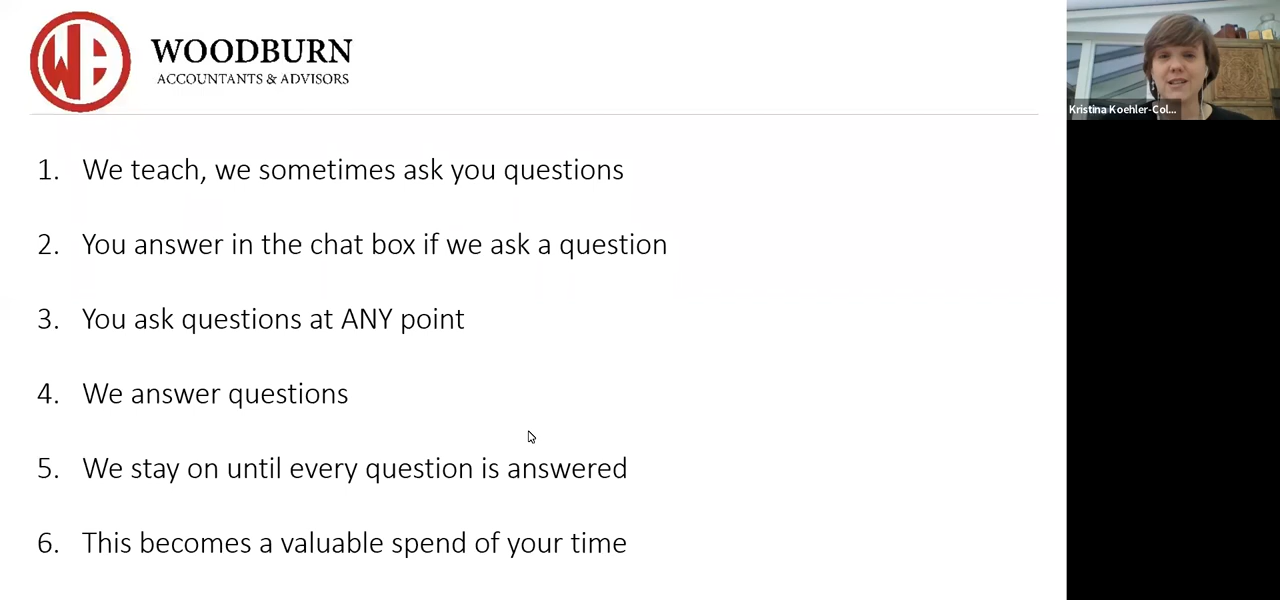 WOODBURN
ACCOUNTANTS & ADVISORS
Kristina Koehler-Col...
1. We teach, we sometimes ask you questions
2. You answer in the chat box if we ask a question
3. You ask questions at ANY point
4. We answer questions
5. We stay on until every question is answered
6. This becomes a valuable spend of your time